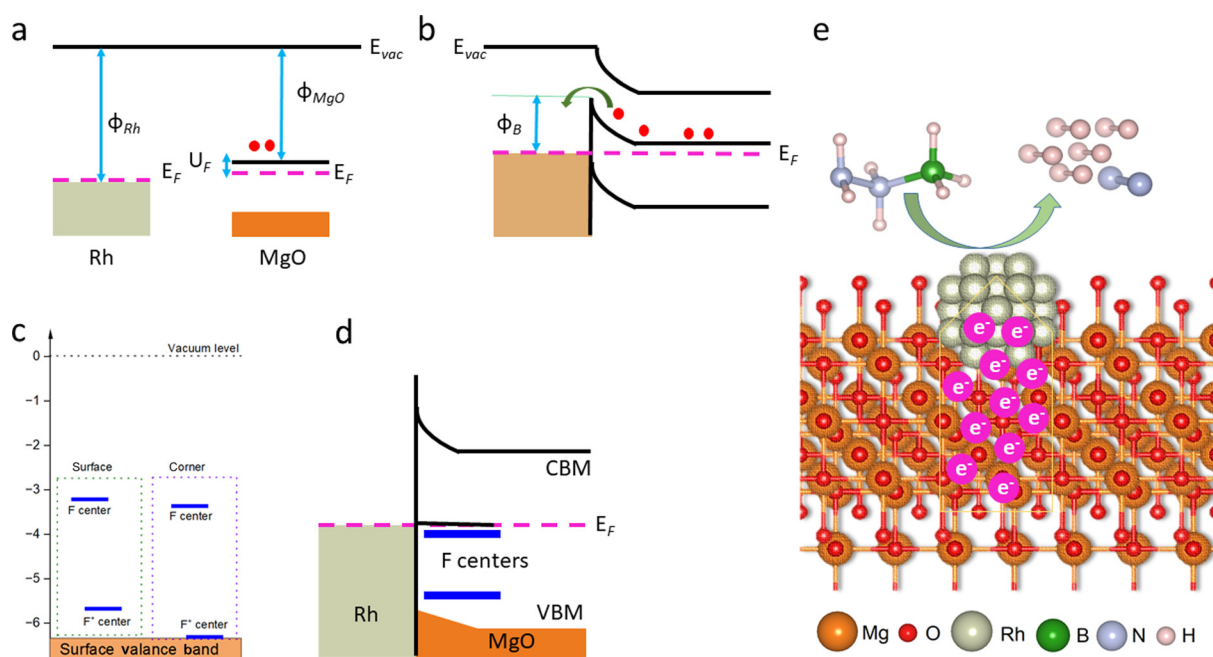 a
E_vac
ϕ_Rh
ϕ_MgO
U_F
E_F
E_F
Rh
MgO
b
E_vac
ϕ_B
E_F
c
Vacuum level
0
−1
−2
−3
−4
−5
−6
Surface
Corner
F center
F center
F⁺ center
F⁺ center
Surface valance band
d
CBM
E_F
F centers
Rh
VBM
MgO
e
e⁻ e⁻
e⁻
e⁻
e⁻
e⁻
e⁻
e⁻
e⁻
e⁻
e⁻
Mg O Rh B N H